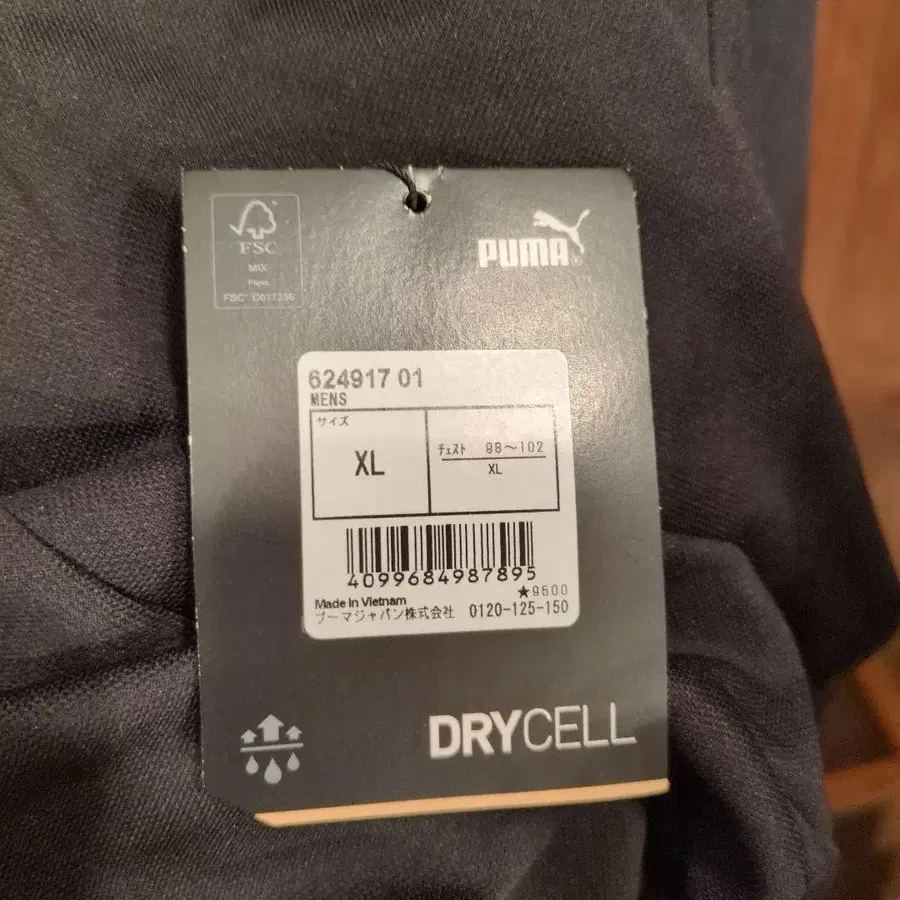 FSC
MIX
Paper
FSC® C017236
PUMA
624917 01
MENS
サイズ
XL
チェスト 98～102
XL
4099684987895
★9600
Made in Vietnam
プーマジャパン株式会社 0120-125-150
DRYCELL